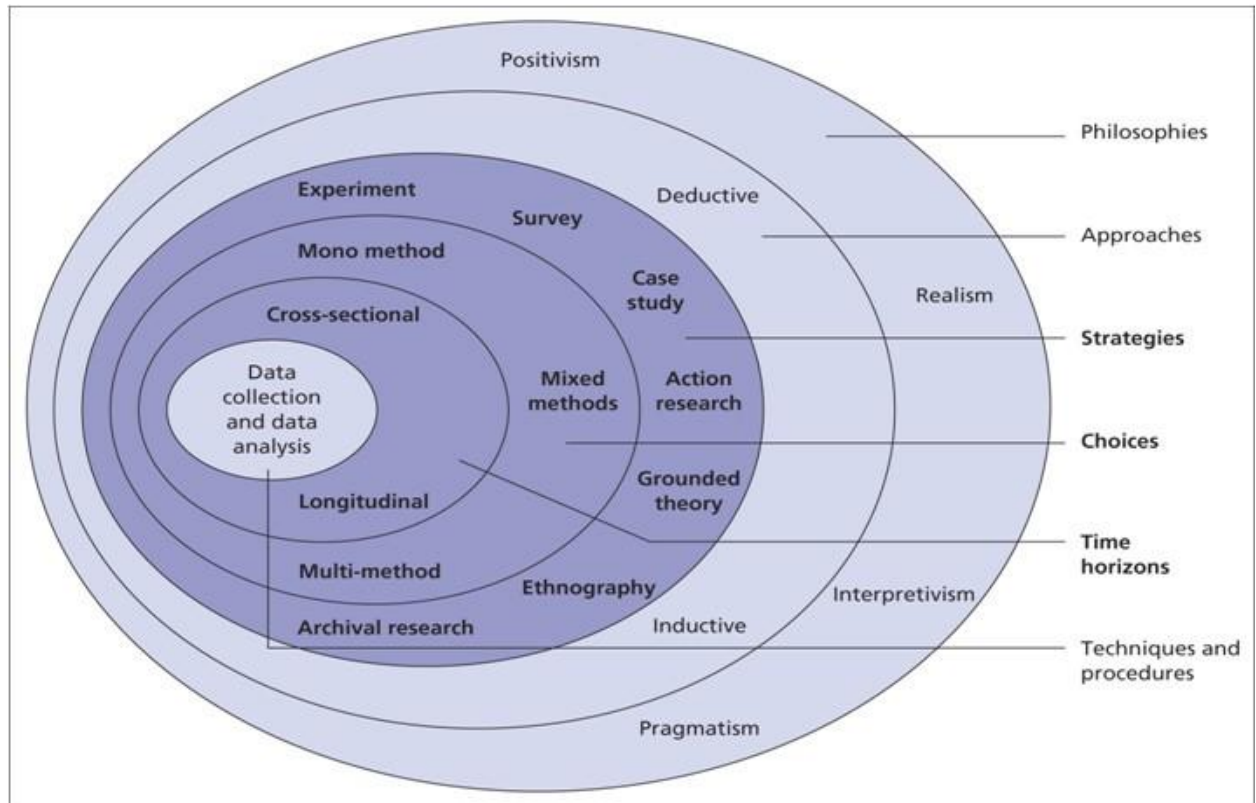 Positivism
Philosophies
Experiment
Deductive
Survey
Approaches
Mono method
Case
study
Realism
Cross-sectional
Strategies
Data
collection
and data
analysis
Mixed
methods
Action
research
Choices
Longitudinal
Grounded
theory
Time
horizons
Multi-method
Ethnography
Interpretivism
Archival research
Inductive
Techniques and
procedures
Pragmatism